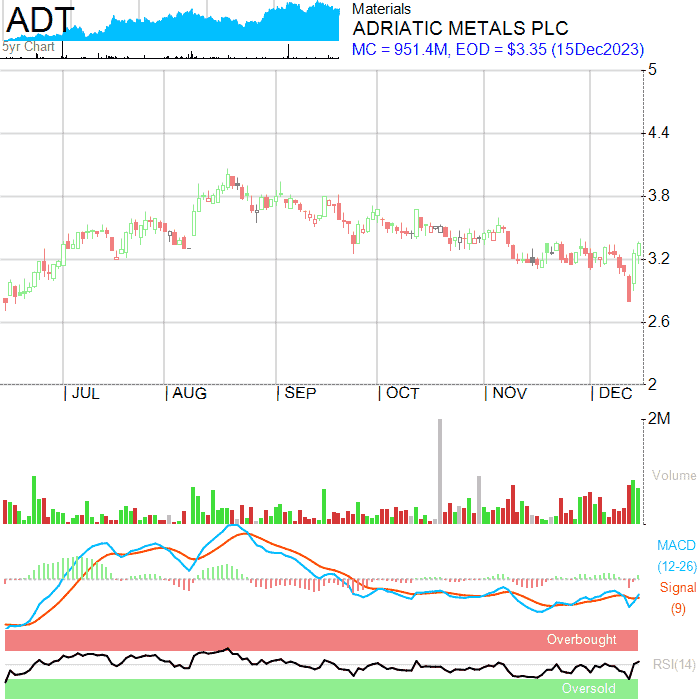 ADT
5yr Chart
Materials
ADRIATIC METALS PLC
MC = 951.4M, EOD = $3.35 (15Dec2023)
5
4.4
3.8
3.2
2.6
2
JUL AUG SEP OCT NOV DEC
2M
Volume
MACD
(12-26)
Signal
(9)
Overbought
RSI(14)
Oversold